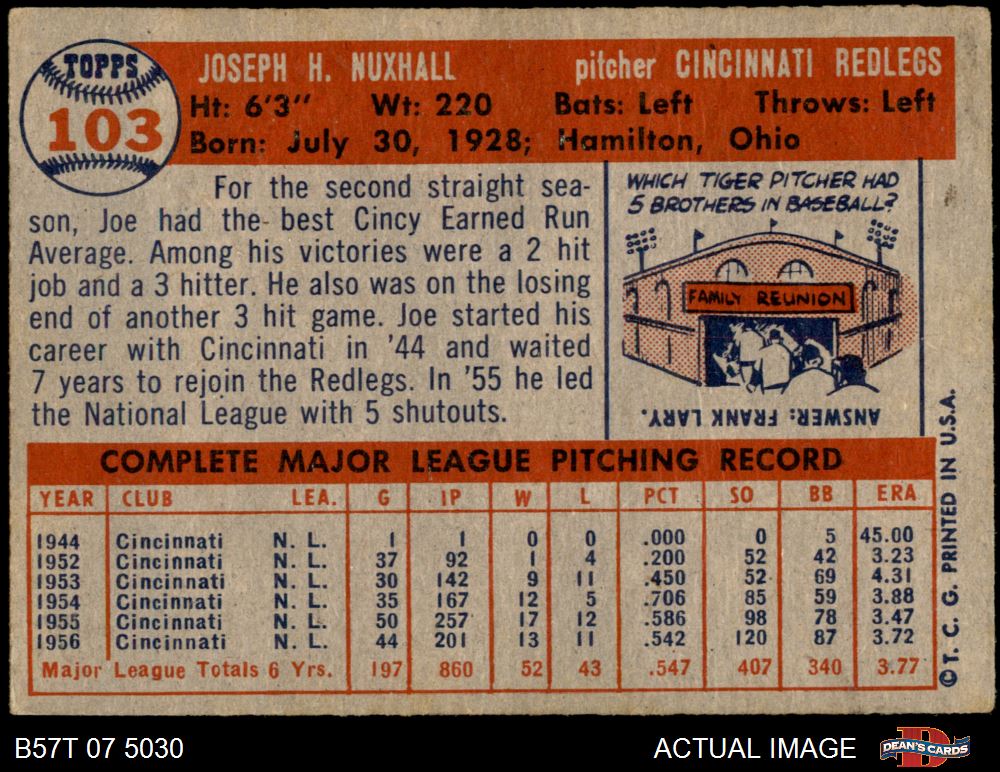 TOPPS
103
JOSEPH H. NUXHALL
pitcher CINCINNATI REDLEGS
Ht: 6'3" Wt: 220 Bats: Left Throws: Left
Born: July 30, 1928; Hamilton, Ohio
For the second straight sea-
son, Joe had the best Cincy Earned Run
Average. Among his victories were a 2 hit
job and a 3 hitter. He also was on the losing
end of another 3 hit game. Joe started his
career with Cincinnati in '44 and waited
7 years to rejoin the Redlegs. In '55 he led
the National League with 5 shutouts.
WHICH TIGER PITCHER HAD
5 BROTHERS IN BASEBALL?
FAMILY REUNION
ANSWER: FRANK LARY.
COMPLETE MAJOR LEAGUE PITCHING RECORD
YEAR CLUB LEA. G IP W L PCT SO BB ERA
1944 Cincinnati N. L. 1 1 0 0 .000 0 5 45.00
1952 Cincinnati N. L. 37 92 1 4 .200 52 42 3.23
1953 Cincinnati N. L. 30 142 9 11 .450 52 69 4.31
1954 Cincinnati N. L. 35 167 12 5 .706 85 59 3.88
1955 Cincinnati N. L. 50 257 17 12 .586 98 78 3.47
1956 Cincinnati N. L. 44 201 13 11 .542 120 87 3.72
Major League Totals 6 Yrs. 197 860 52 43 .547 407 340 3.77
© T. C. G. PRINTED IN U.S.A.
B57T 07 5030
ACTUAL IMAGE
DEAN'S CARDS